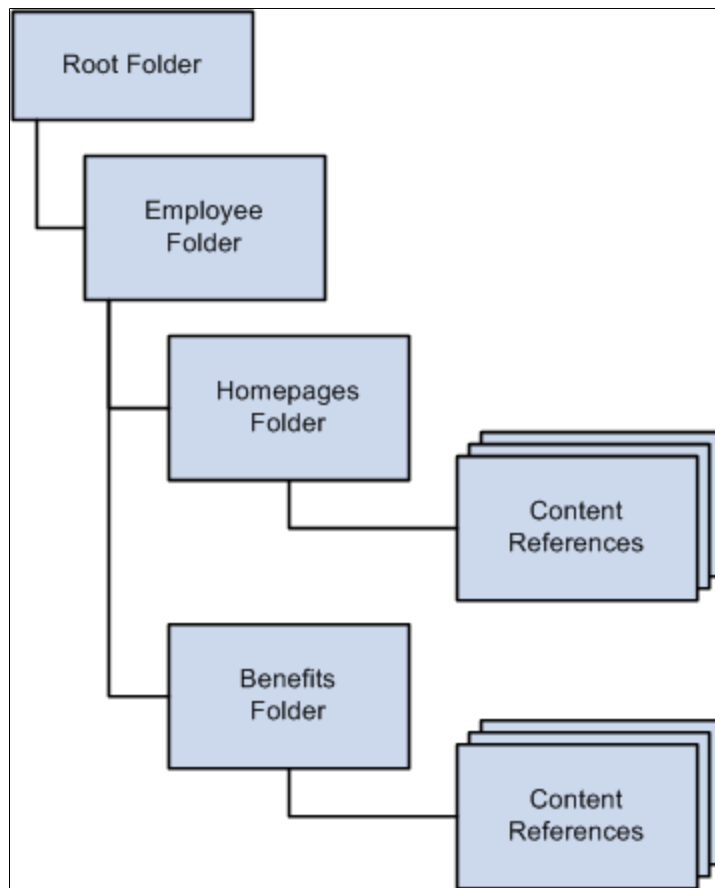 Root Folder
Employee
Folder
Homepages
Folder
Content
References
Benefits
Folder
Content
References